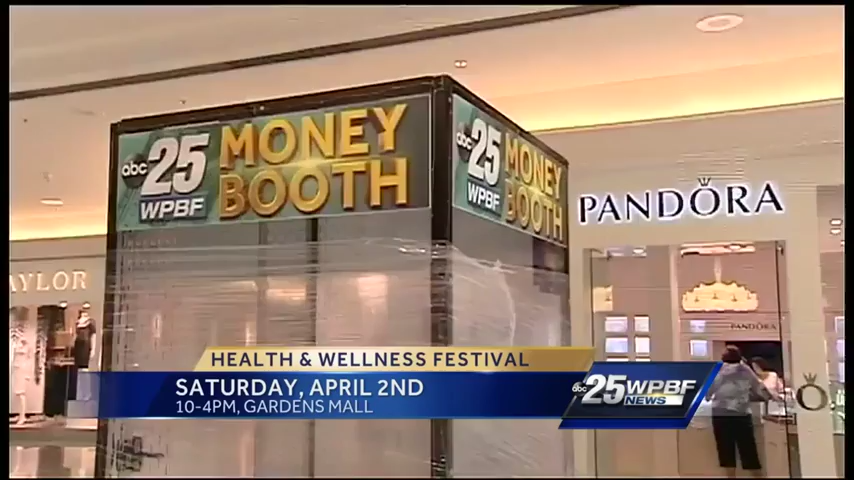 abc 25 WPBF
MONEY BOOTH
abc 25 WPBF
MONEY BOOTH
PANDÓRA
AYLOR
PANDORA
HEALTH & WELLNESS FESTIVAL
SATURDAY, APRIL 2ND
10-4PM, GARDENS MALL
abc 25 WPBF
NEWS